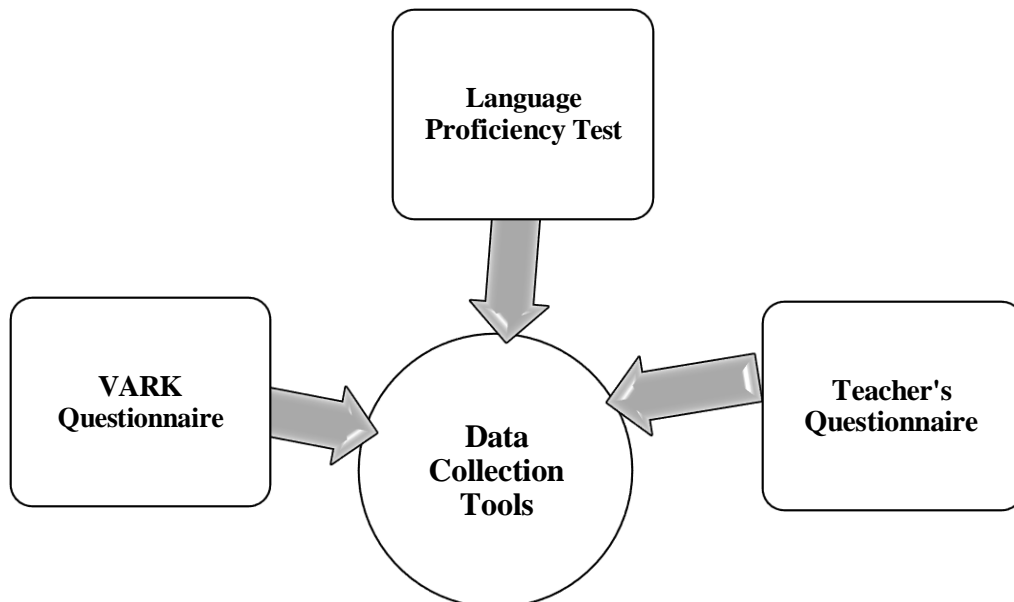 Language
Proficiency Test
VARK
Questionnaire
Teacher's
Questionnaire
Data
Collection
Tools